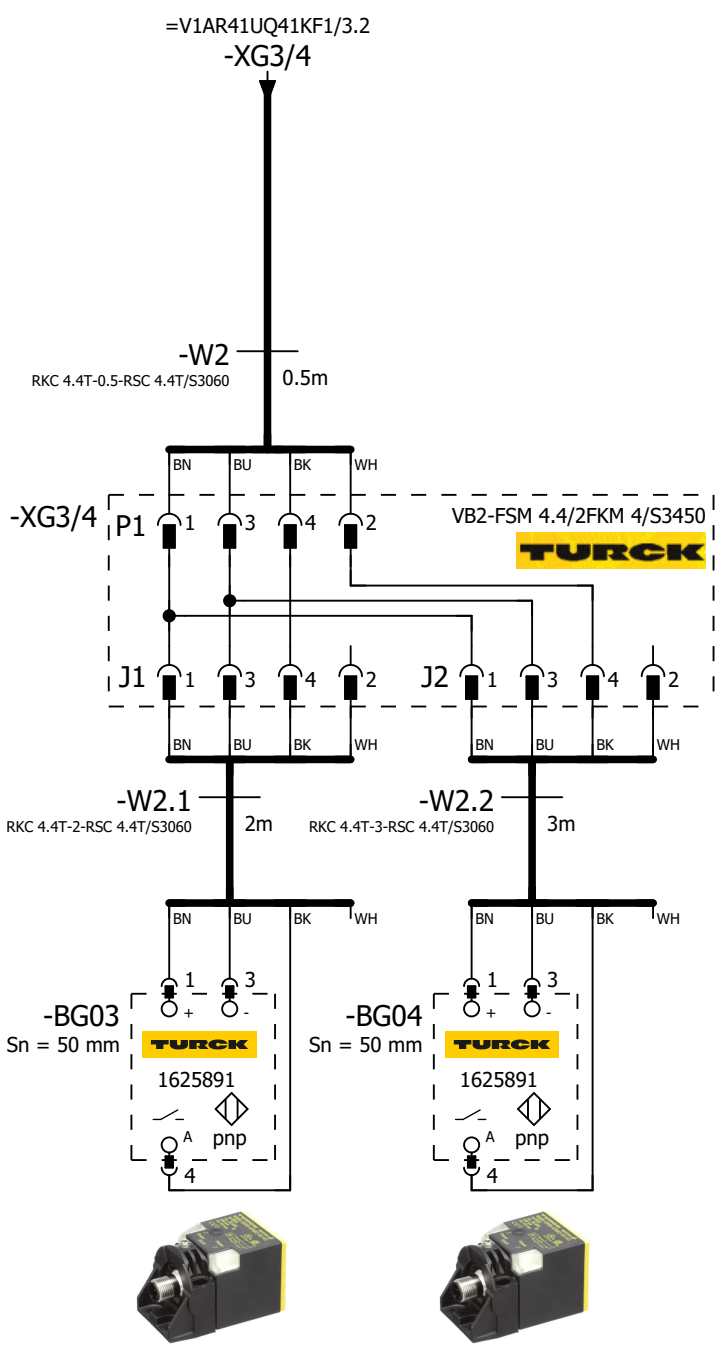 =V1AR41UQ41KF1/3.2
-XG3/4
-W2
RKC 4.4T-0.5-RSC 4.4T/S3060
0.5m
BN BU BK WH
-XG3/4 P1 1 3 4 2 VB2-FSM 4.4/2FKM 4/S3450
TURCK
J1 1 3 4 2 J2 1 3 4 2
BN BU BK WH BN BU BK WH
-W2.1 -W2.2
RKC 4.4T-2-RSC 4.4T/S3060 2m RKC 4.4T-3-RSC 4.4T/S3060 3m
BN BU BK WH BN BU BK WH
1 3 1 3
-BG03 + - -BG04 + -
Sn = 50 mm TURCK Sn = 50 mm TURCK
1625891 1625891
A pnp A pnp
4 4